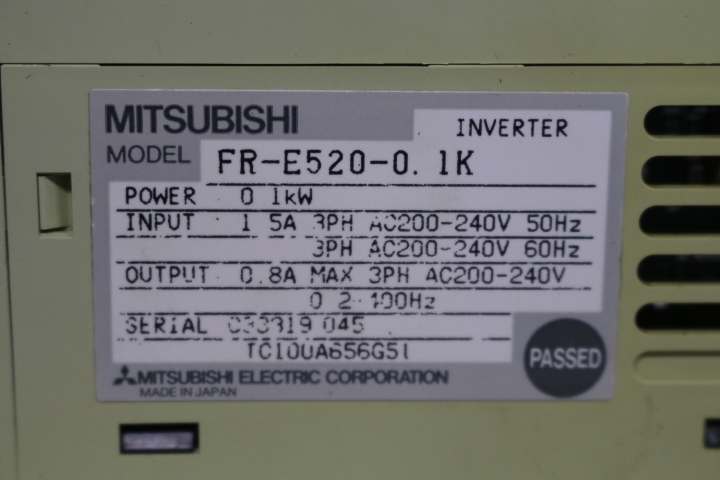 MITSUBISHI
INVERTER
MODEL FR-E520-0.1K
POWER 0.1kW
INPUT 1.5A 3PH AC200-240V 50Hz
3PH AC200-240V 60Hz
OUTPUT 0.8A MAX 3PH AC200-240V
0.2-400Hz
SERIAL
TC100A656G51
PASSED
MITSUBISHI ELECTRIC CORPORATION
MADE IN JAPAN